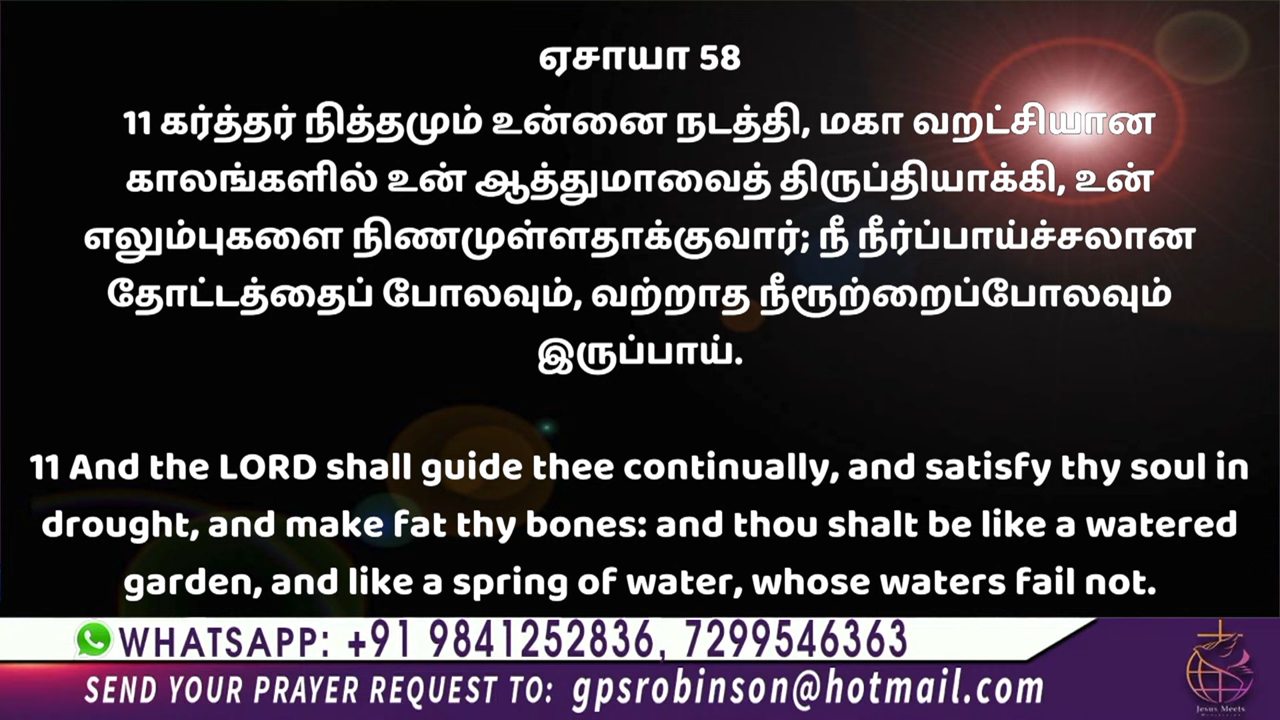 ஏசாயா 58
11 கர்த்தர் நித்தமும் உன்னை நடத்தி, மகா வறட்சியான
காலங்களில் உன் ஆத்துமாவைத் திருப்தியாக்கி, உன்
எலும்புகளை நிணமுள்ளதாக்குவார்; நீ நீர்ப்பாய்ச்சலான
தோட்டத்தைப் போலவும், வற்றாத நீரூற்றைப்போலவும்
இருப்பாய்.
11 And the LORD shall guide thee continually, and satisfy thy soul in
drought, and make fat thy bones: and thou shalt be like a watered
garden, and like a spring of water, whose waters fail not.
WHATSAPP: +91 9841252836, 7299546363
SEND YOUR PRAYER REQUEST TO: gpsrobinson@hotmail.com
Jesus Meets